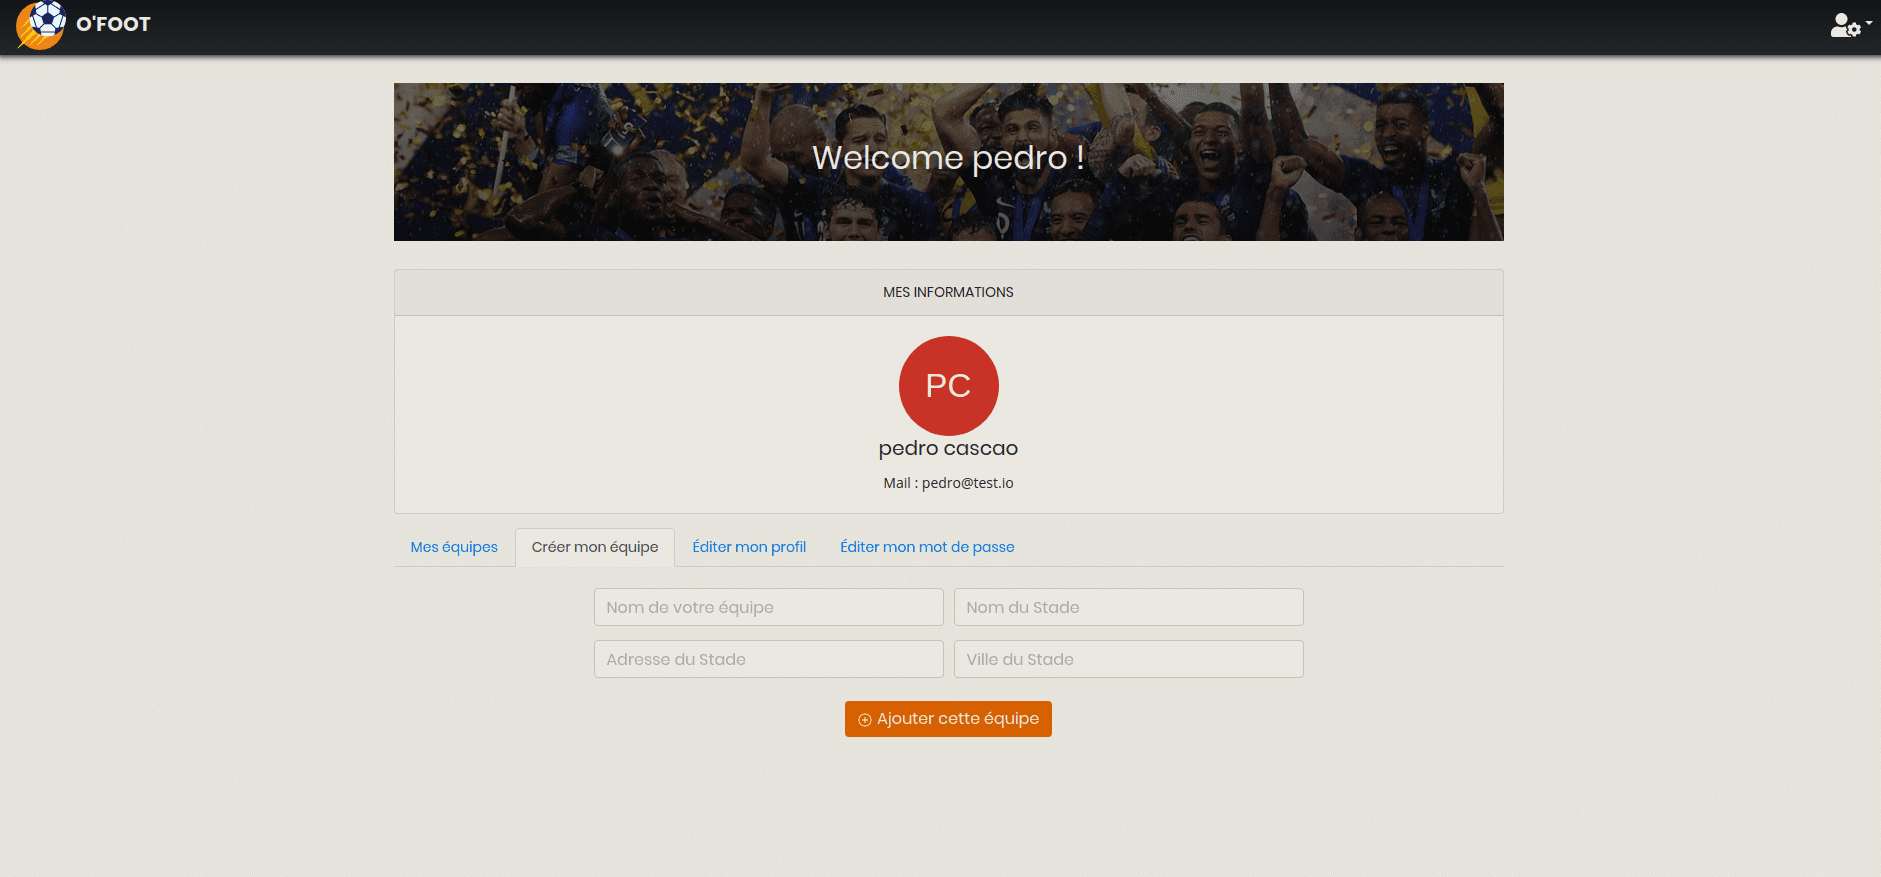 O'FOOT
Welcome pedro !
MES INFORMATIONS
PC
pedro cascao
Mail : pedro@test.io
Mes équipes Créer mon équipe Éditer mon profil Éditer mon mot de passe
Nom de votre équipe Nom du Stade
Adresse du Stade Ville du Stade
Ajouter cette équipe